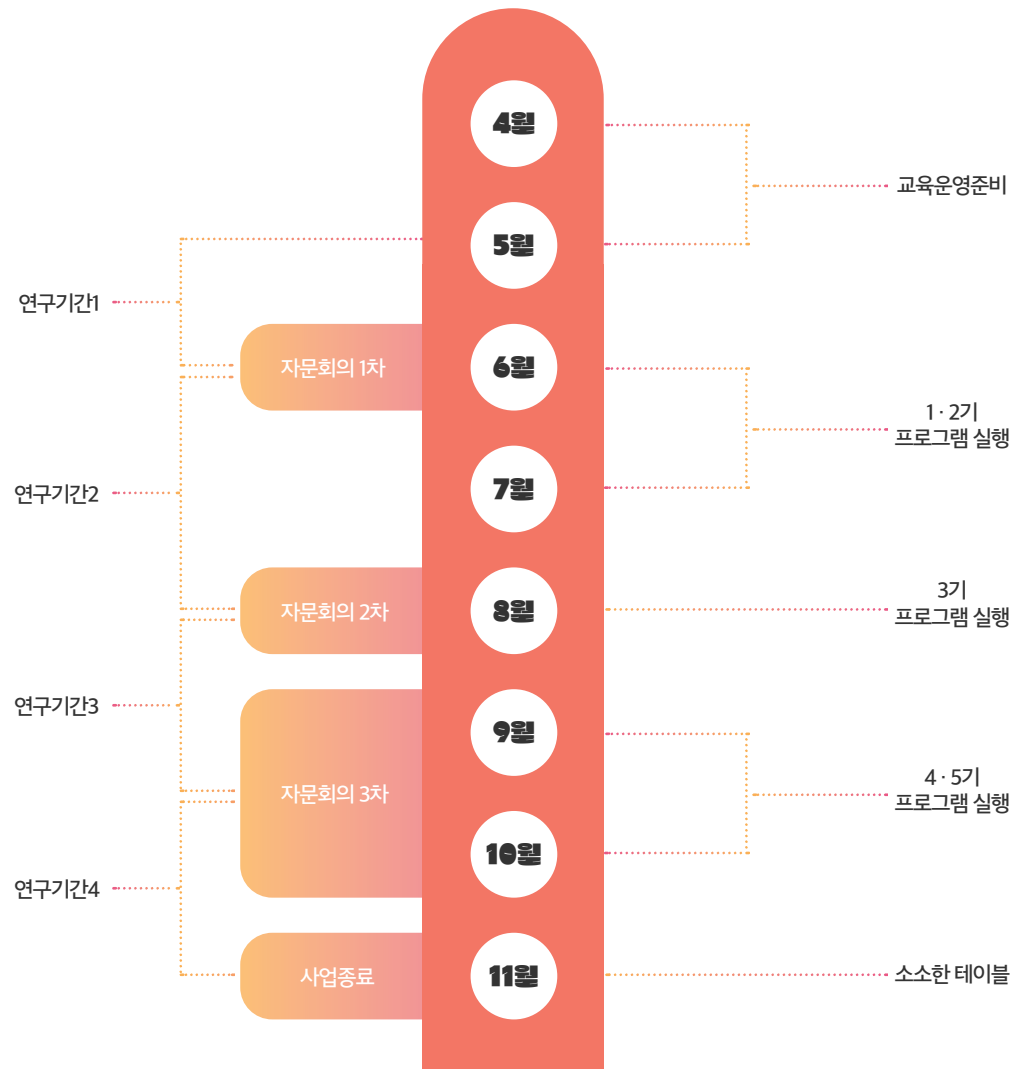 4월
교육운영준비
5월
연구기간1
자문회의 1차
6월
1 · 2기
프로그램 실행
7월
연구기간2
자문회의 2차
8월
3기
프로그램 실행
연구기간3
9월
자문회의 3차
4 · 5기
프로그램 실행
10월
연구기간4
사업종료
11월
소소한 테이블